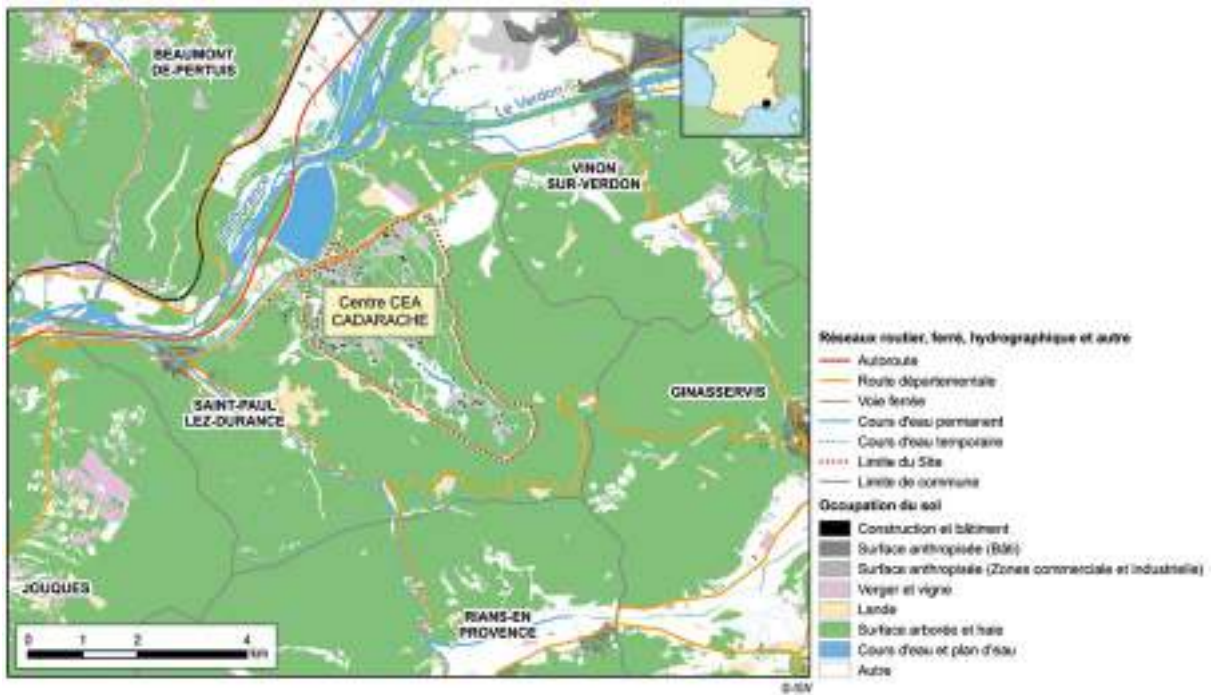 BEAUMONT
DE-PERTUIS
Le Verdon
VINON
SUR-VERDON
Centre CEA
CADARACHE
SAINT-PAUL
LEZ-DURANCE
GINASSERVIS
JOUQUES
RIANS-EN
PROVENCE
0 1 2 4
km
Réseaux routier, ferré, hydrographique et autre
Autoroute
Route départementale
Voie ferrée
Cours d'eau permanent
Cours d'eau temporaire
Limite du Site
Limite de commune
Occupation du sol
Construction et bâtiment
Surface anthropisée (Bâti)
Surface anthropisée (Zones commerciale et industrielle)
Verger et vigne
Lande
Surface arborée et haie
Cours d'eau et plan d'eau
Autre